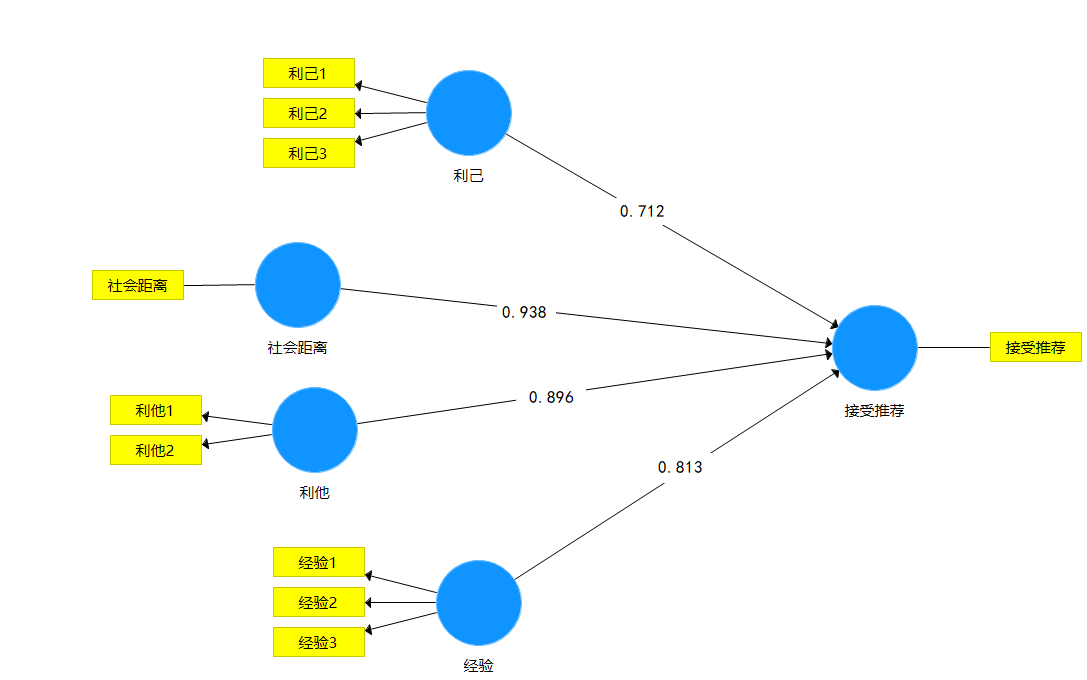 利己1
利己2
利己3
利己
0.712
社会距离
社会距离
0.938
接受推荐
接受推荐
利他1
利他2
利他
0.896
0.813
经验1
经验2
经验3
经验